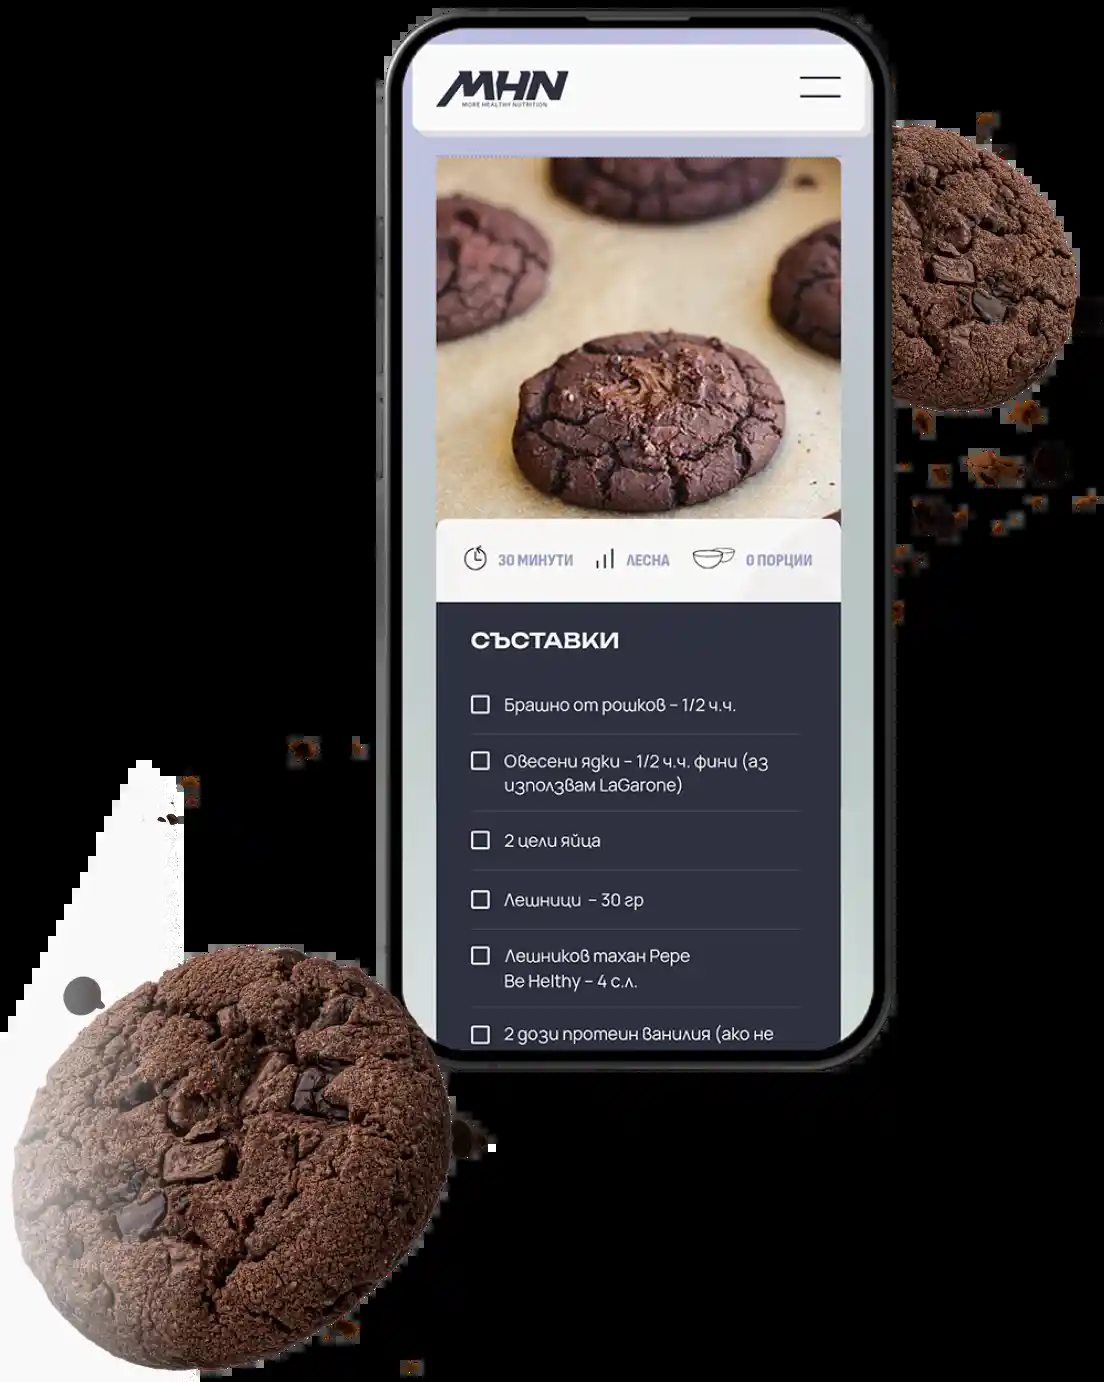 MHN
MORE HEALTHY NUTRITION
30 МИНУТИ
ЛЕСНА
0 ПОРЦИИ
СЪСТАВКИ
Брашно от рошков – 1/2 ч.ч.
Овесени ядки – 1/2 ч.ч. фини (аз
използвам LaGarone)
2 цели яйца
Лешници – 30 гр
Лешников тахан Pepe
Be Helthy – 4 с.л.
2 дози протеин ванилия (ако не